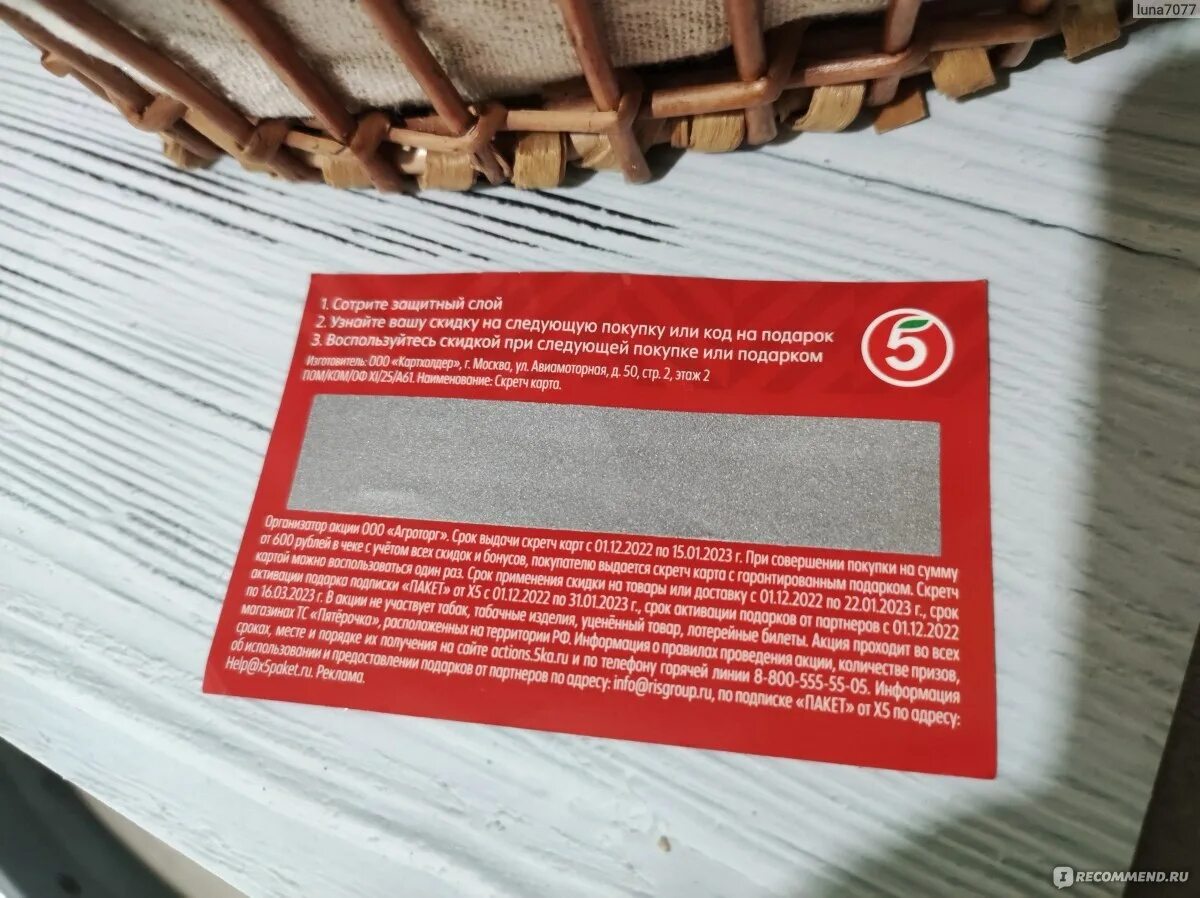 luna7077
1. Сотрите защитный слой
2. Узнайте вашу скидку на следующую покупку или код на подарок
3. Воспользуйтесь скидкой при следующей покупке или подарком
Изготовитель: ООО «Картхолдер», г. Москва, ул. Авиамоторная, д. 50, стр. 2, этаж 2
ПОМ/КОМ/ОФ XI/25/А61. Наименование: Скретч карта.
5
Организатор акции ООО «Агроторг». Срок выдачи скретч карт с 01.12.2022 по 15.01.2023 г. При совершении покупки на сумму
от 600 рублей в чеке с учётом всех скидок и бонусов, покупателю выдается скретч карта с гарантированным подарком. Скретч
картой можно воспользоваться один раз. Срок применения скидки на товары или доставку с 01.12.2022 по 22.01.2023 г., срок
активации подарка подписки «ПАКЕТ» от X5 с 01.12.2022 по 31.01.2023 г., срок активации подарков от партнеров с 01.12.2022
по 16.03.2023 г. В акции не участвует табак, табачные изделия, уценённый товар, лотерейные билеты. Акция проходит во всех
магазинах ТС «Пятёрочка», расположенных на территории РФ. Информация о правилах проведения акции, количестве призов,
сроках, месте и порядке их получения на сайте actions.5ka.ru и по телефону горячей линии 8-800-555-55-05. Информация
об использовании и предоставлении подарков от партнеров по адресу: info@risgroup.ru, по подписке «ПАКЕТ» от X5 по адресу:
Help@x5paket.ru. Реклама.
IRECOMMEND.RU